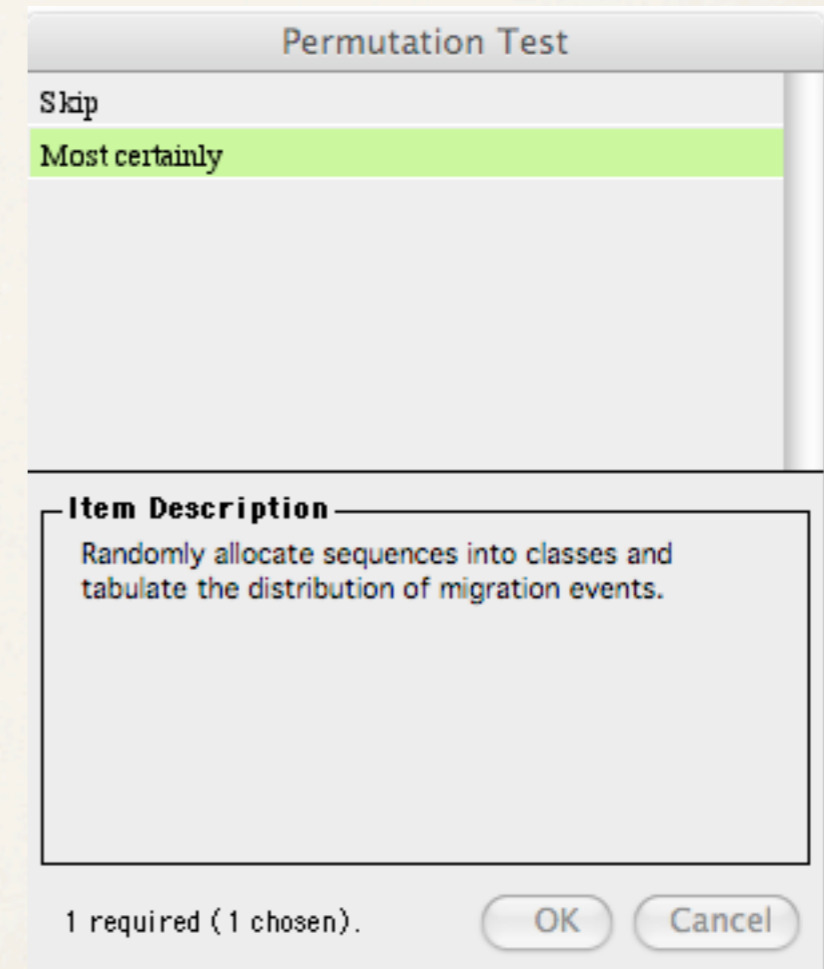 Permutation Test
Skip
Most certainly
Item Description
Randomly allocate sequences into classes and
tabulate the distribution of migration events.
1 required (1 chosen).
OK
Cancel